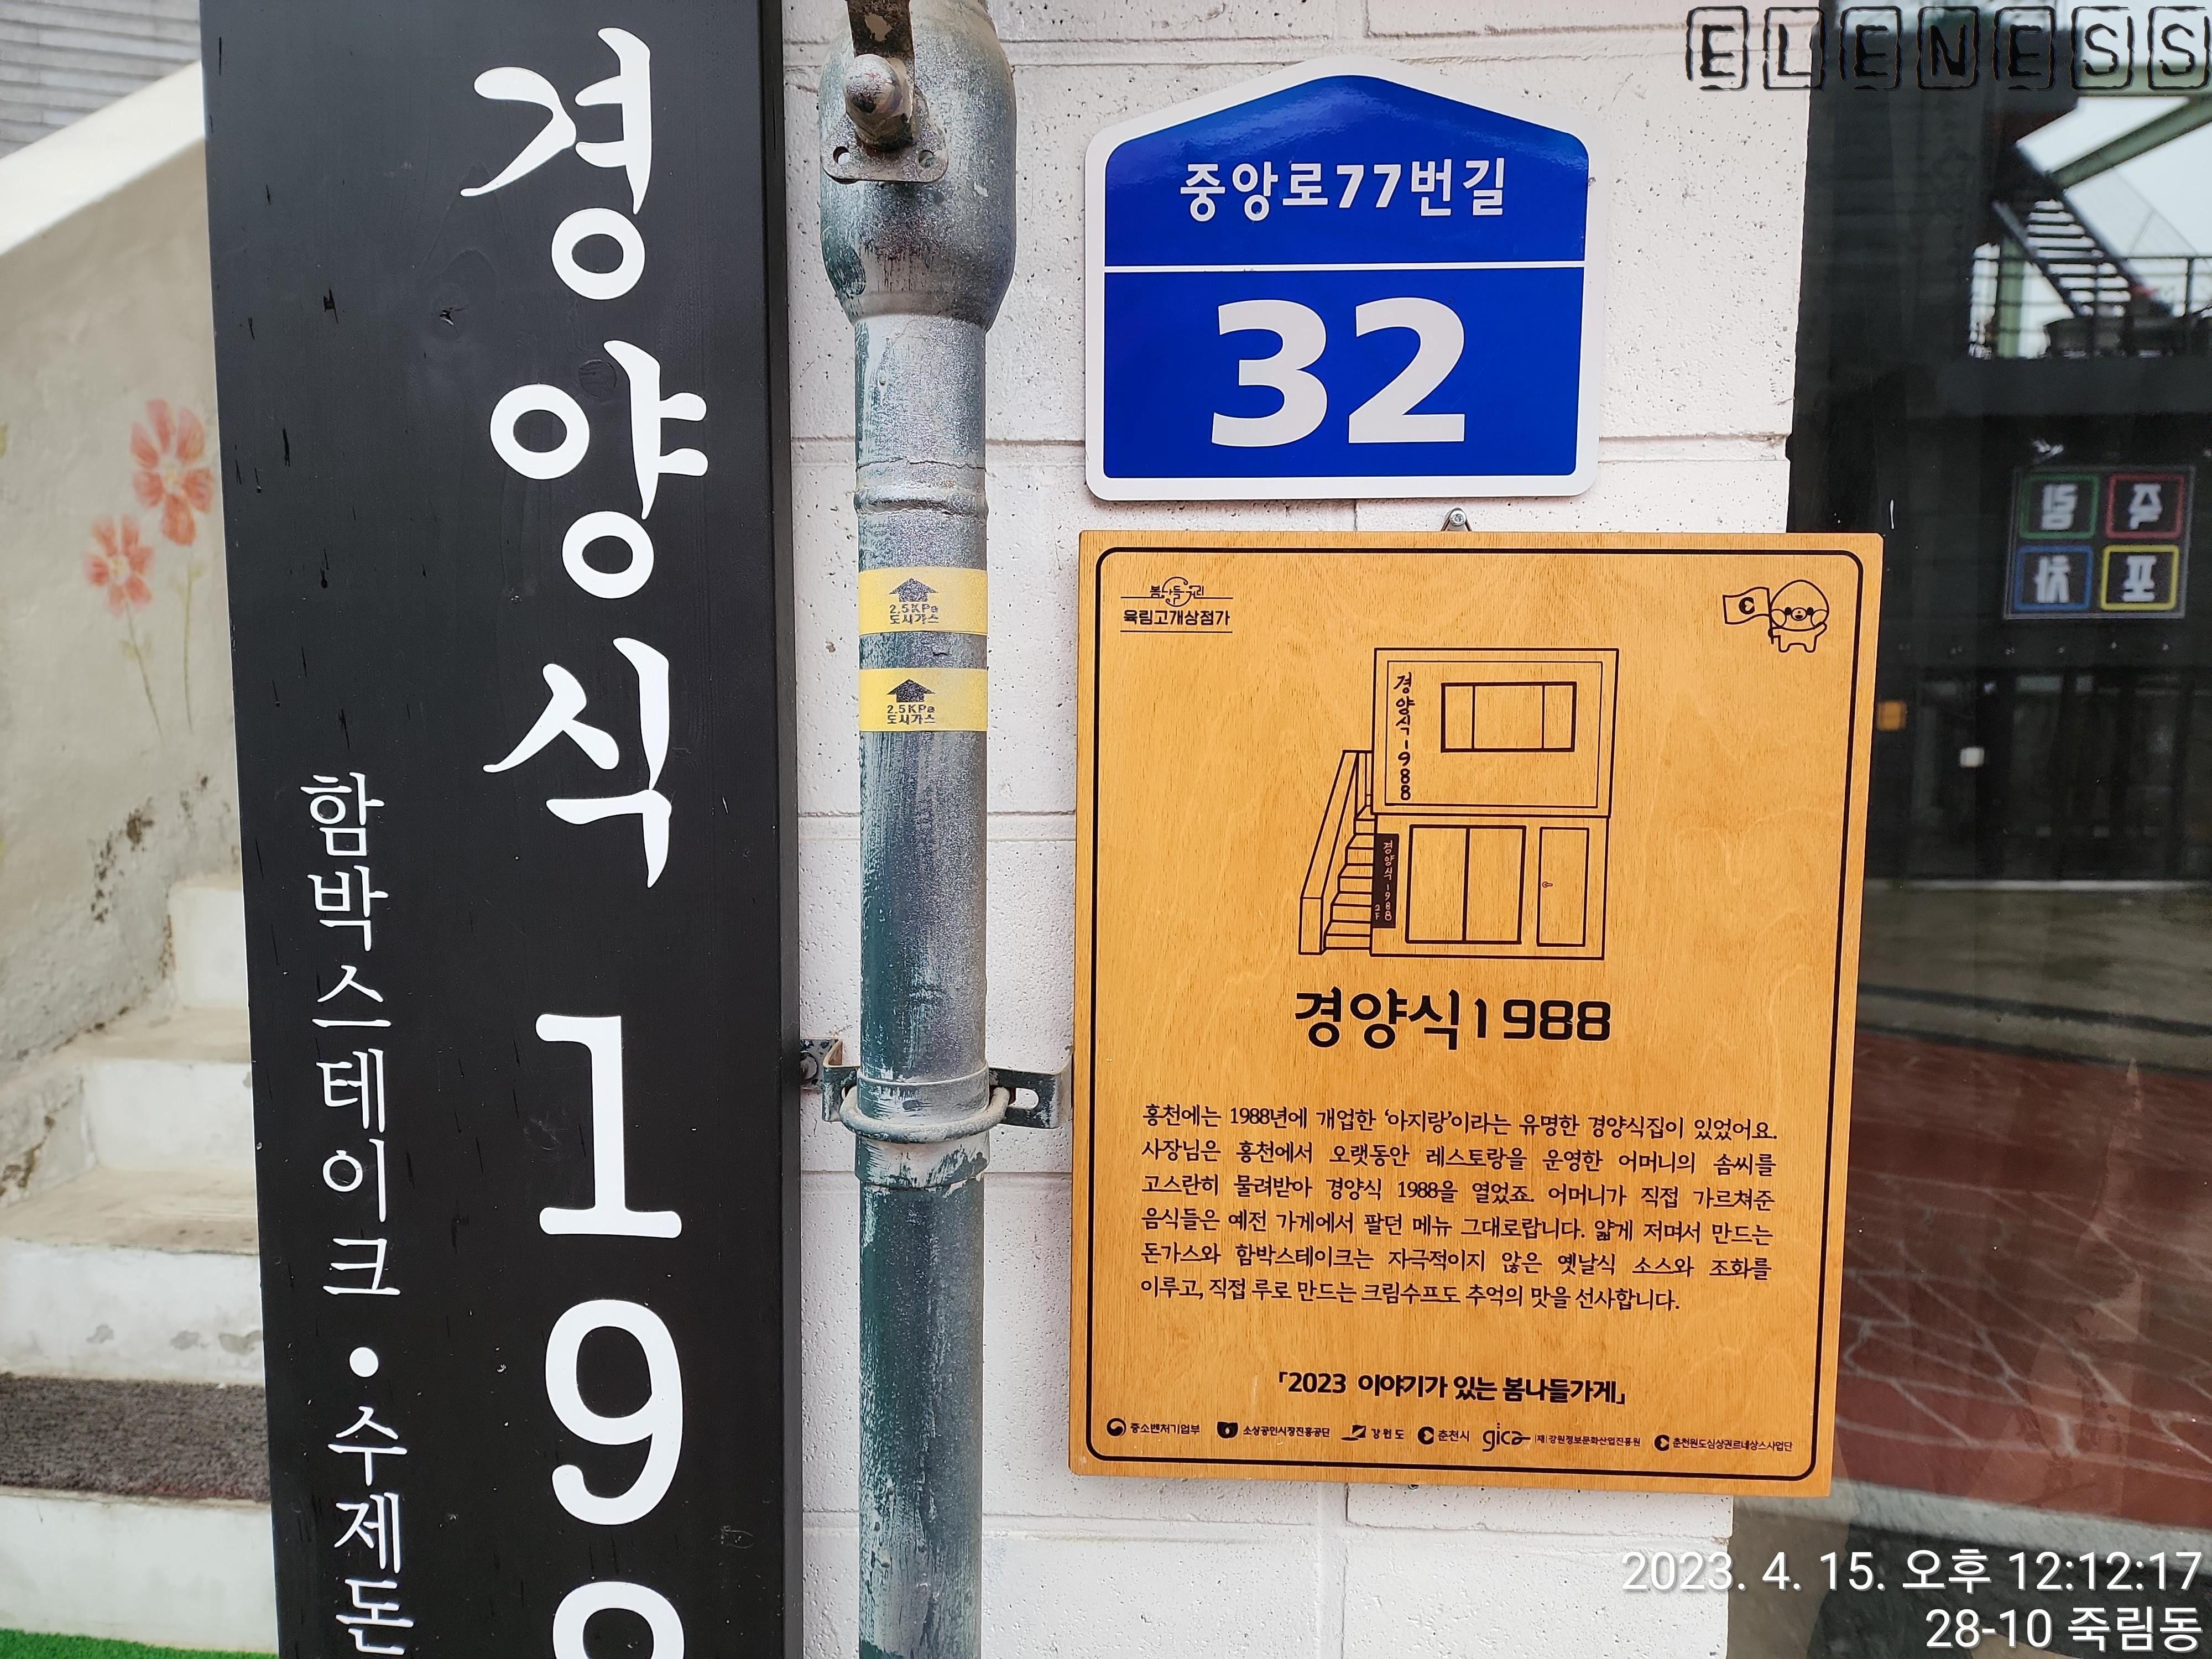 ELENESS
경양식 199
함박스테이크 • 수제돈
2.5KPa
도시가스
2.5KPa
도시가스
중앙로77번길
32
육림고개상점가
경양식1988
경양식1988
2F
경양식1988
홍천에는 1988년에 개업한 '아지랑'이라는 유명한 경양식집이 있었어요.
사장님은 홍천에서 오랫동안 레스토랑을 운영한 어머니의 솜씨를
고스란히 물려받아 경양식 1988을 열었죠. 어머니가 직접 가르쳐준
음식들은 예전 가게에서 팔던 메뉴 그대로랍니다. 얇게 저며서 만드는
돈가스와 함박스테이크는 자극적이지 않은 옛날식 소스와 조화를
이루고, 직접 루로 만드는 크림수프도 추억의 맛을 선사합니다.
「2023 이야기가 있는 봄나들가게」
중소벤처기업부 소상공인시장진흥공단 강원도 춘천시 gica (재)강원정보문화산업진흥원 춘천원도심상권르네상스사업단
주림
포차
2023. 4. 15. 오후 12:12:17
28-10 죽림동